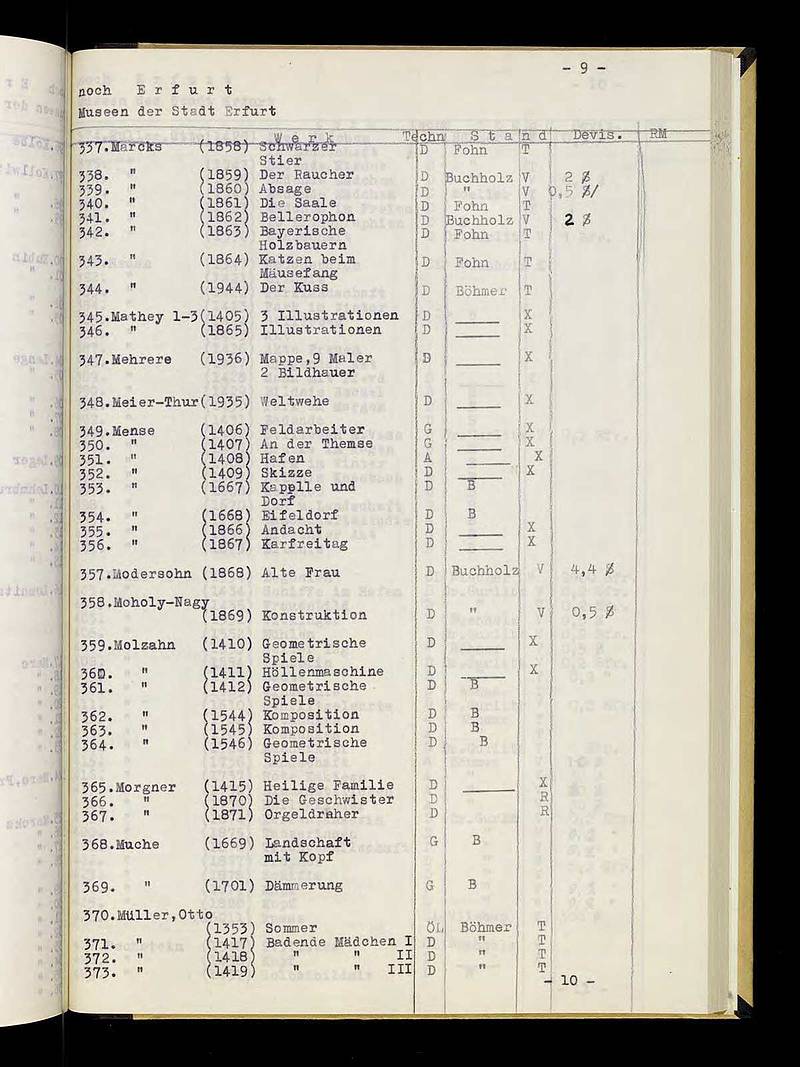 - 9 -
noch E r f u r t
Museen der Stadt Erfurt
W e r k Techn S t a n d Devis. RM
337.Marcks (1858) Schwarzer D Fohn T
Stier
338. " (1859) Der Raucher D Buchholz V 2 $
339. " (1860) Absage D " V 0,5 $/
340. " (1861) Die Saale D Fohn T
341. " (1862) Bellerophon D Buchholz V 2 $
342. " (1863) Bayerische D Fohn T
Holzbauern
343. " (1864) Katzen beim D Fohn T
Mäusefang
344. " (1944) Der Kuss D Böhmer T
345.Mathey 1-3(1405) 3 Illustrationen D ____ X
346. " (1865) Illustrationen D ____ X
347.Mehrere (1936) Mappe,9 Maler D ____ X
2 Bildhauer
348.Meier-Thur(1935) Weltwehe D ____ X
349.Mense (1406) Feldarbeiter G ____ X
350. " (1407) An der Themse G ____ X
351. " (1408) Hafen A ____ X
352. " (1409) Skizze D ____ X
353. " (1667) Kapelle und D B
Dorf
354. " (1668) Eifeldorf D B
355. " (1866) Andacht D ____ X
356. " (1867) Karfreitag D ____ X
357.Modersohn (1868) Alte Frau D Buchholz V 4,4 $
358.Moholy-Nagy
(1869) Konstruktion D " V 0,5 $
359.Molzahn (1410) Geometrische D ____ X
Spiele
360. " (1411) Höllenmaschine D ____ X
361. " (1412) Geometrische D B
Spiele
362. " (1544) Komposition D B
363. " (1545) Komposition D B
364. " (1546) Geometrische D B
Spiele
365.Morgner (1415) Heilige Familie D ____ X
366. " (1870) Die Geschwister D R
367. " (1871) Orgeldraher D R
368.Muche (1669) Landschaft G B
mit Kopf
369. " (1701) Dämmerung G B
370.Müller,Otto
(1353) Sommer ÖL Böhmer T
371. " (1417) Badende Mädchen I D " T
372. " (1418) " " II D " T
373. " (1419) " " III D " T
- 10 -